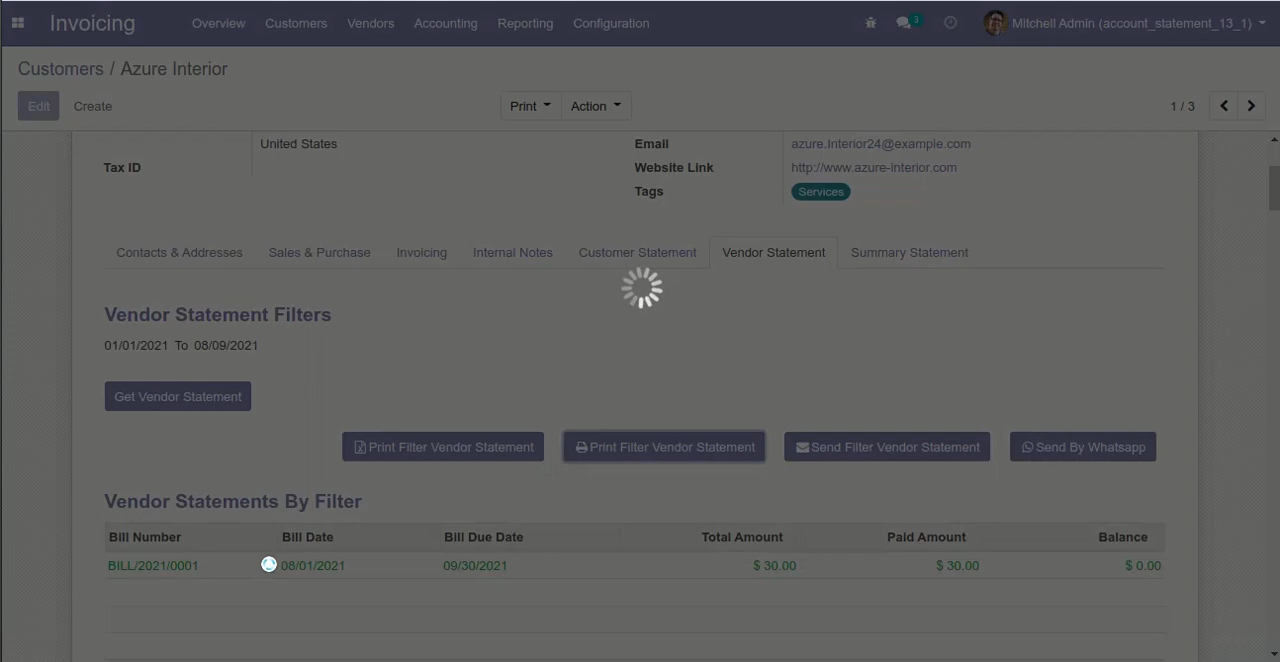 Invoicing Overview Customers Vendors Accounting Reporting Configuration 3 Mitchell Admin (account_statement_13_1)
Customers / Azure Interior
Edit Create Print Action 1 / 3
United States Email azure.Interior24@example.com
Tax ID Website Link http://www.azure-interior.com
Tags Services
Contacts & Addresses Sales & Purchase Invoicing Internal Notes Customer Statement Vendor Statement Summary Statement
Vendor Statement Filters
01/01/2021 To 08/09/2021
Get Vendor Statement
Print Filter Vendor Statement Print Filter Vendor Statement Send Filter Vendor Statement Send By Whatsapp
Vendor Statements By Filter
Bill Number Bill Date Bill Due Date Total Amount Paid Amount Balance
BILL/2021/0001 08/01/2021 09/30/2021 $ 30.00 $ 30.00 $ 0.00